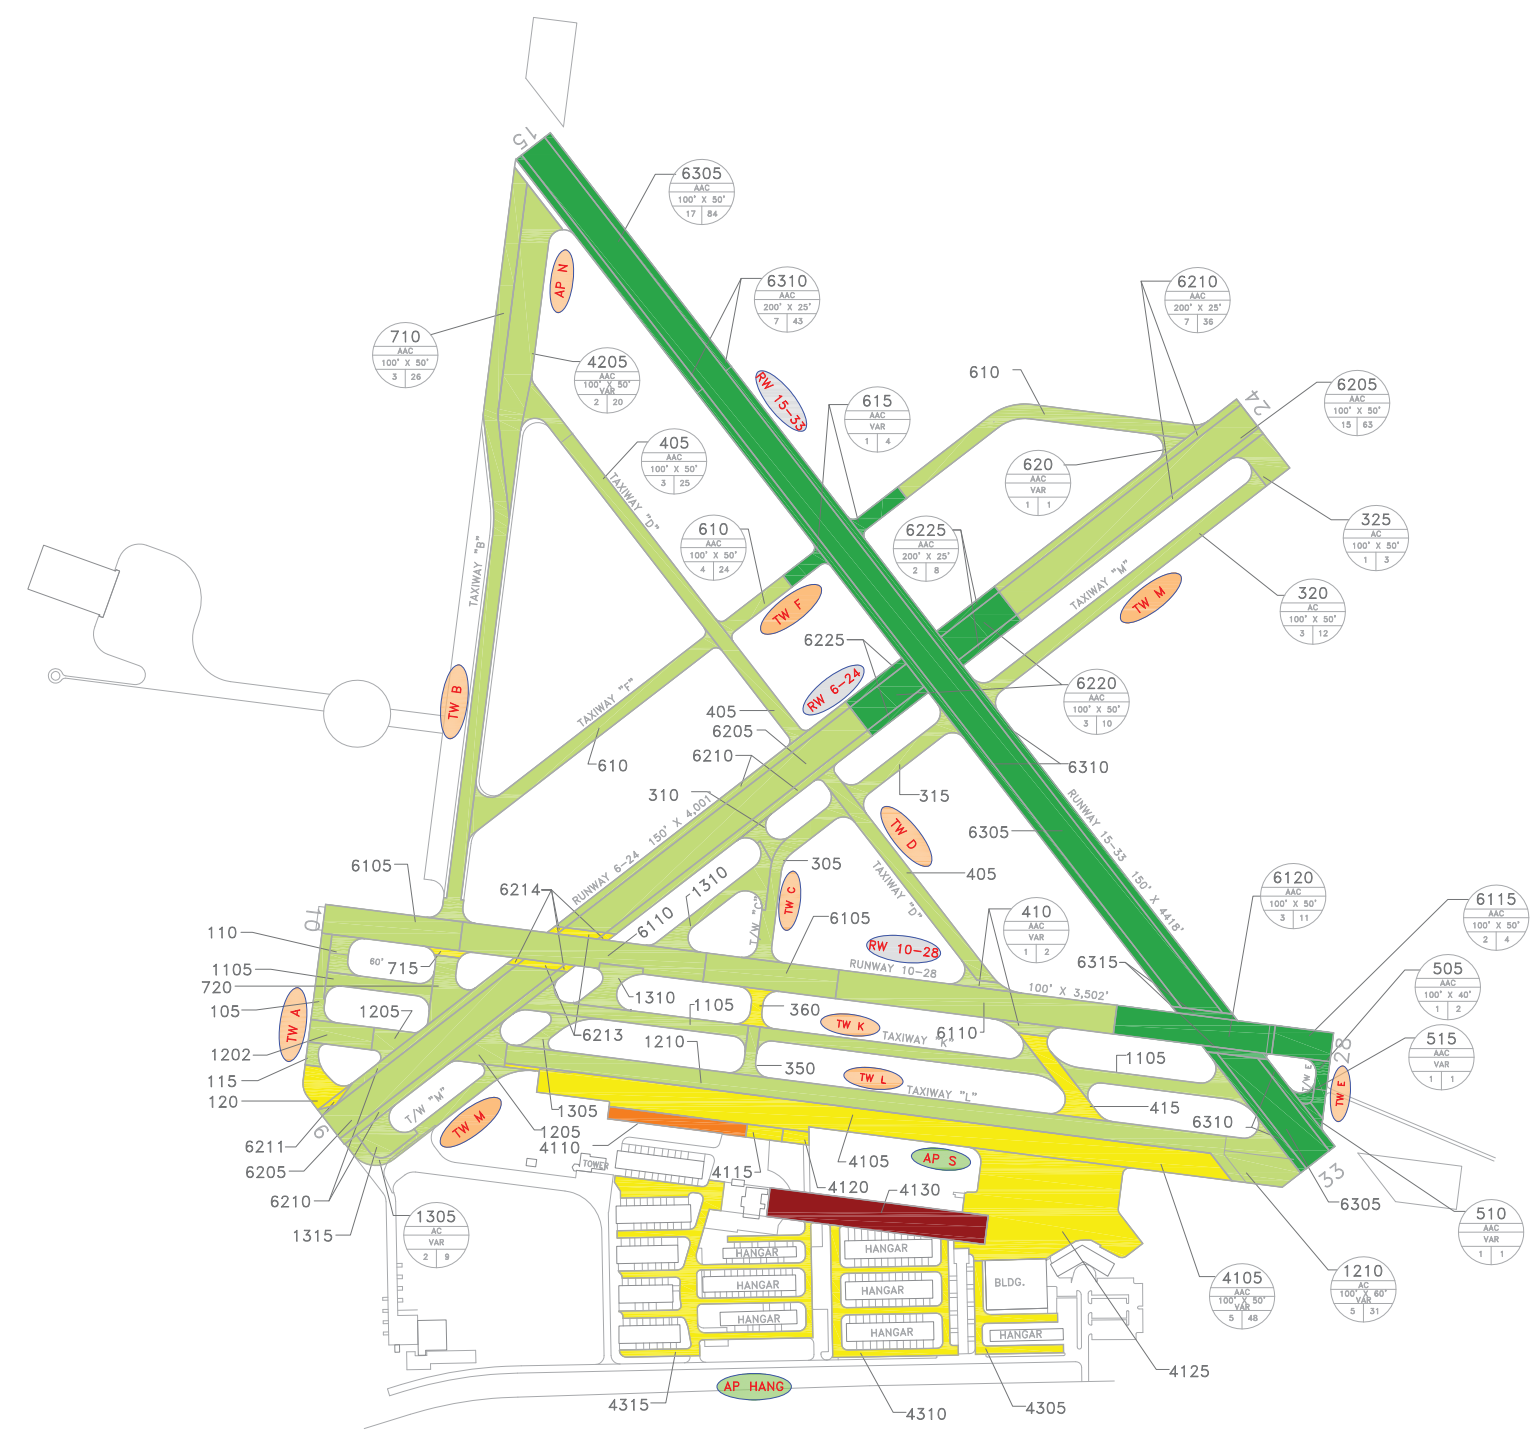 15
6305
AAC
100' X 50'
17 84
AP N
6310
AAC
200' X 25'
7 43
6210
AAC
200' X 25'
7 36
710
AAC
100' X 50'
3 26
4205
AAC
100' X 50'
VAR
2 20
RW 15-33
610
615
AAC
VAR
1 4
24
6205
AAC
100' X 50'
15 63
405
AAC
100' X 50'
3 25
TAXIWAY "D"
620
AAC
VAR
1 1
325
AC
100' X 50'
1 3
610
AAC
100' X 50'
4 24
6225
AAC
200' X 25'
2 8
TAXIWAY "B"
TAXIWAY "M"
TW M
320
AC
100' X 50'
3 12
TW F
6225
RW 6-24
6220
AAC
100' X 50'
3 10
TW B
TAXIWAY "F"
405
6205
6210
610
6310
310
315
RUNWAY 6-24 150' X 4,001'
TW D
6305
RUNWAY 15-33 150' X 4418'
6105
305
1310
TAXIWAY "D"
405
6214
TW C
T/W "C"
6110
6105
10
110
410
AAC
VAR
1 2
6120
AAC
100' X 50'
3 11
6115
AAC
100' X 50'
2 4
RW 10-28
RUNWAY 10-28
100' X 3,502'
6315
60'
715
1105
720
105
TW A
1205
1310
1105
360
TW K
TAXIWAY "K"
6110
505
AAC
100' X 40'
1 2
28
515
AAC
VAR
1 1
1202
6213
1210
350
TW L
TAXIWAY "L"
1105
T/W E
TW E
115
120
T/W "M"
TW M
1305
415
6310
6
6211
6205
6210
1315
1205
4110
TOWER
4115
4105
4120
AP S
4130
33
6305
510
AAC
VAR
1 1
1305
AC
VAR
2 9
HANGAR
HANGAR
HANGAR
HANGAR
HANGAR
HANGAR
BLDG.
HANGAR
4105
AAC
100' X 50'
VAR
5 48
1210
AC
100' X 60'
VAR
5 31
4125
AP HANG
4315
4310
4305